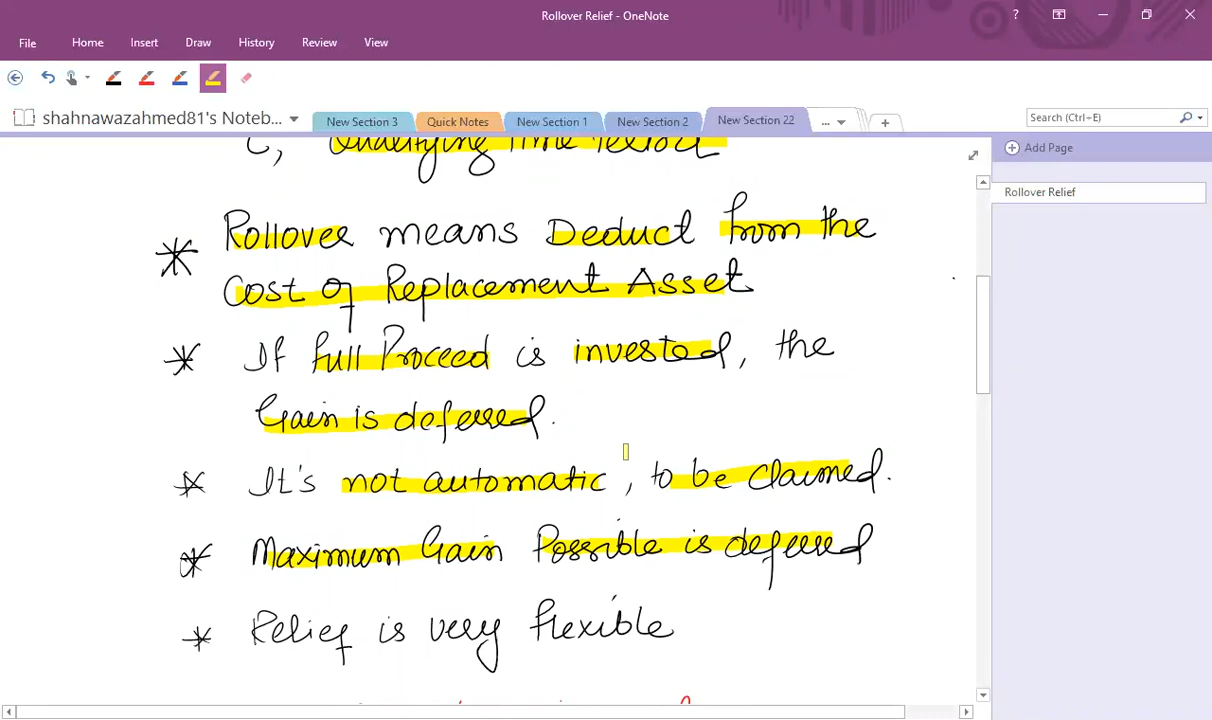 Rollover Relief - OneNote
?
File Home Insert Draw History Review View
shahnawazahmed81's Noteb... New Section 3 Quick Notes New Section 1 New Section 2 New Section 22 ... Search (Ctrl+E)
Add Page
Rollover Relief
C, Qualifying Time Period
* Rollover means Deduct from the
Cost of Replacement Asset
* If full Proceed is invested, the
Gain is deferred.
* It's not automatic, to be claimed.
* Maximum Gain Possible is deferred
* Relief is very flexible